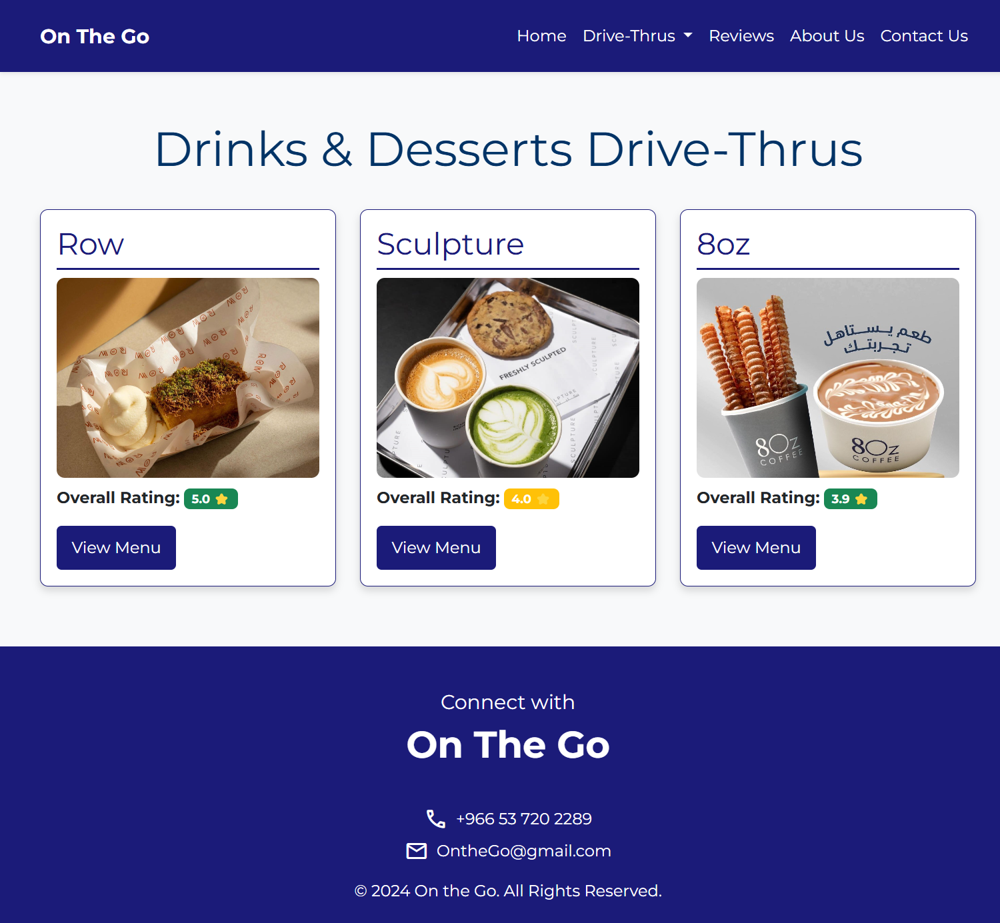 On The Go
Home Drive-Thrus Reviews About Us Contact Us
Drinks & Desserts Drive-Thrus
Row
Sculpture
8oz
ROW
FRESHLY SCULPTED
SCULPTURE
طعم يستاهل
تجربتك
8Oz
COFFEE
8Oz
COFFEE
Overall Rating: 5.0
Overall Rating: 4.0
Overall Rating: 3.9
View Menu
View Menu
View Menu
Connect with
On The Go
+966 53 720 2289
OntheGo@gmail.com
© 2024 On the Go. All Rights Reserved.